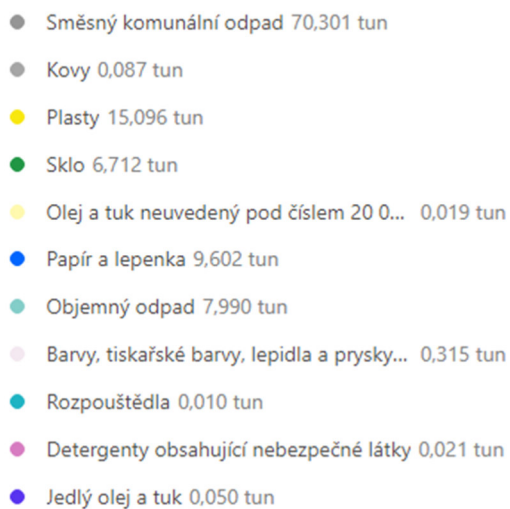 Směsný komunální odpad 70,301 tun
Kovy 0,087 tun
Plasty 15,096 tun
Sklo 6,712 tun
Olej a tuk neuvedený pod číslem 20 0... 0,019 tun
Papír a lepenka 9,602 tun
Objemný odpad 7,990 tun
Barvy, tiskařské barvy, lepidla a prysky... 0,315 tun
Rozpouštědla 0,010 tun
Detergenty obsahující nebezpečné látky 0,021 tun
Jedlý olej a tuk 0,050 tun